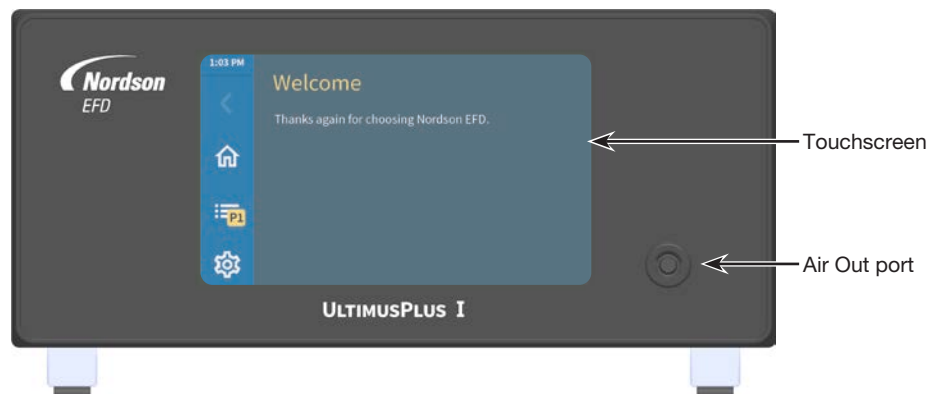 Nordson
EFD
1:03 PM
Welcome
Thanks again for choosing Nordson EFD.
P1
ULTIMUSPLUS I
Touchscreen
Air Out port